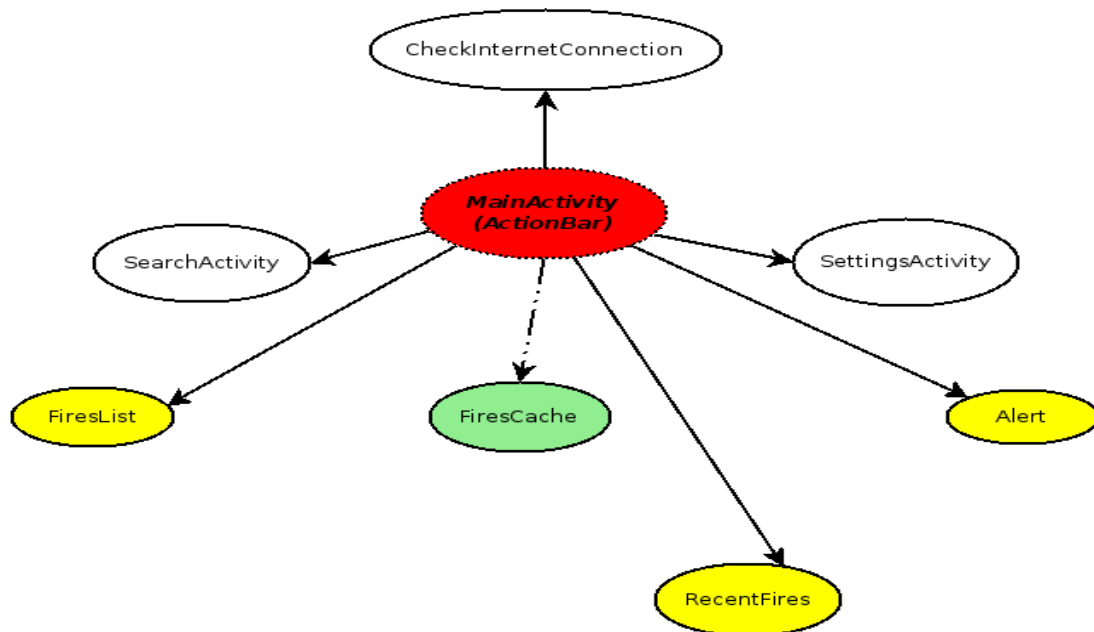 CheckInternetConnection
MainActivity
(ActionBar)
SearchActivity
SettingsActivity
FiresList
FiresCache
Alert
RecentFires